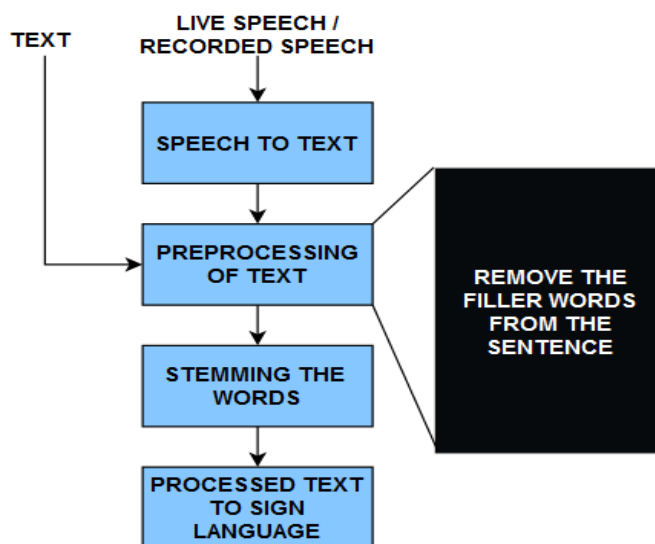 TEXT
LIVE SPEECH /
RECORDED SPEECH
SPEECH TO TEXT
PREPROCESSING
OF TEXT
REMOVE THE
FILLER WORDS
FROM THE
SENTENCE
STEMMING THE
WORDS
PROCESSED TEXT
TO SIGN
LANGUAGE